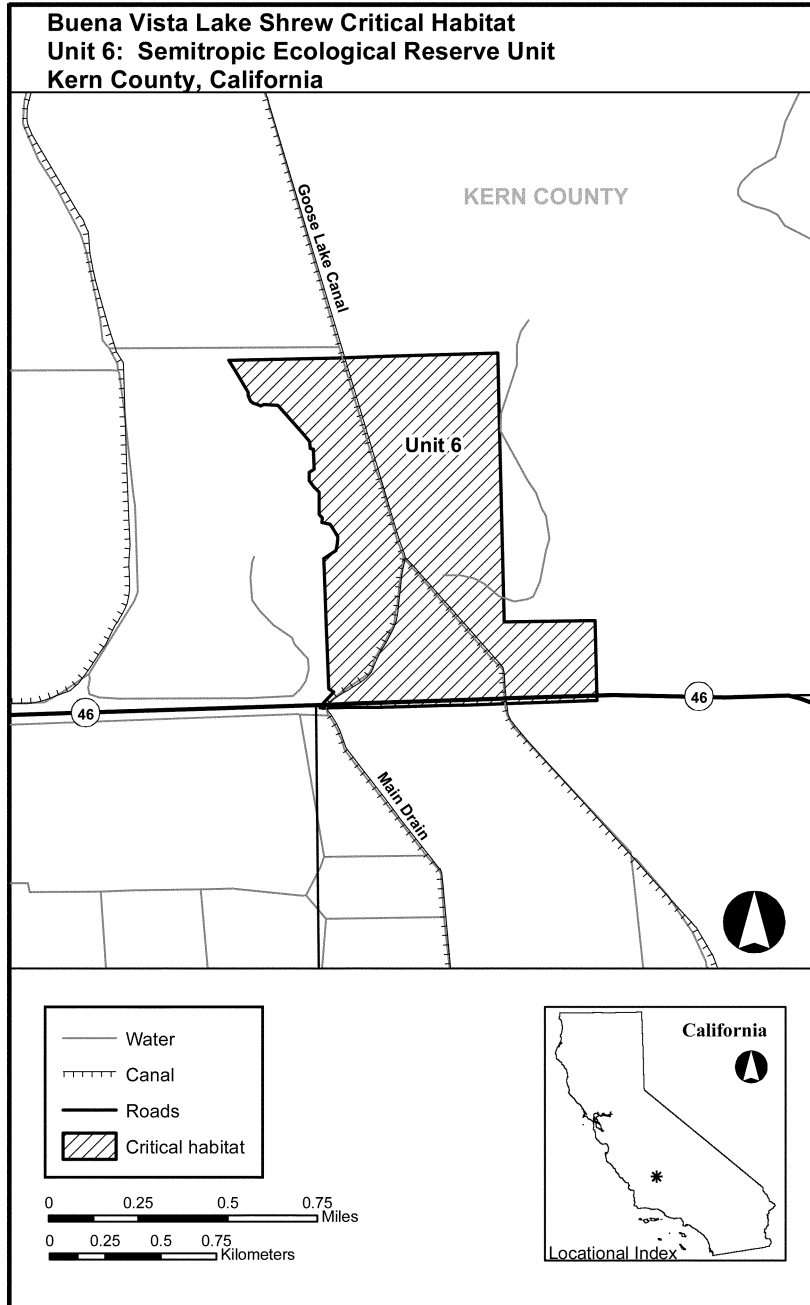 Buena Vista Lake Shrew Critical Habitat
Unit 6: Semitropic Ecological Reserve Unit
Kern County, California
KERN COUNTY
Goose Lake Canal
Unit 6
46
46
Main Drain
Water
Canal
Roads
Critical habitat
0 0.25 0.5 0.75
Miles
0 0.25 0.5 0.75
Kilometers
California
Locational Index